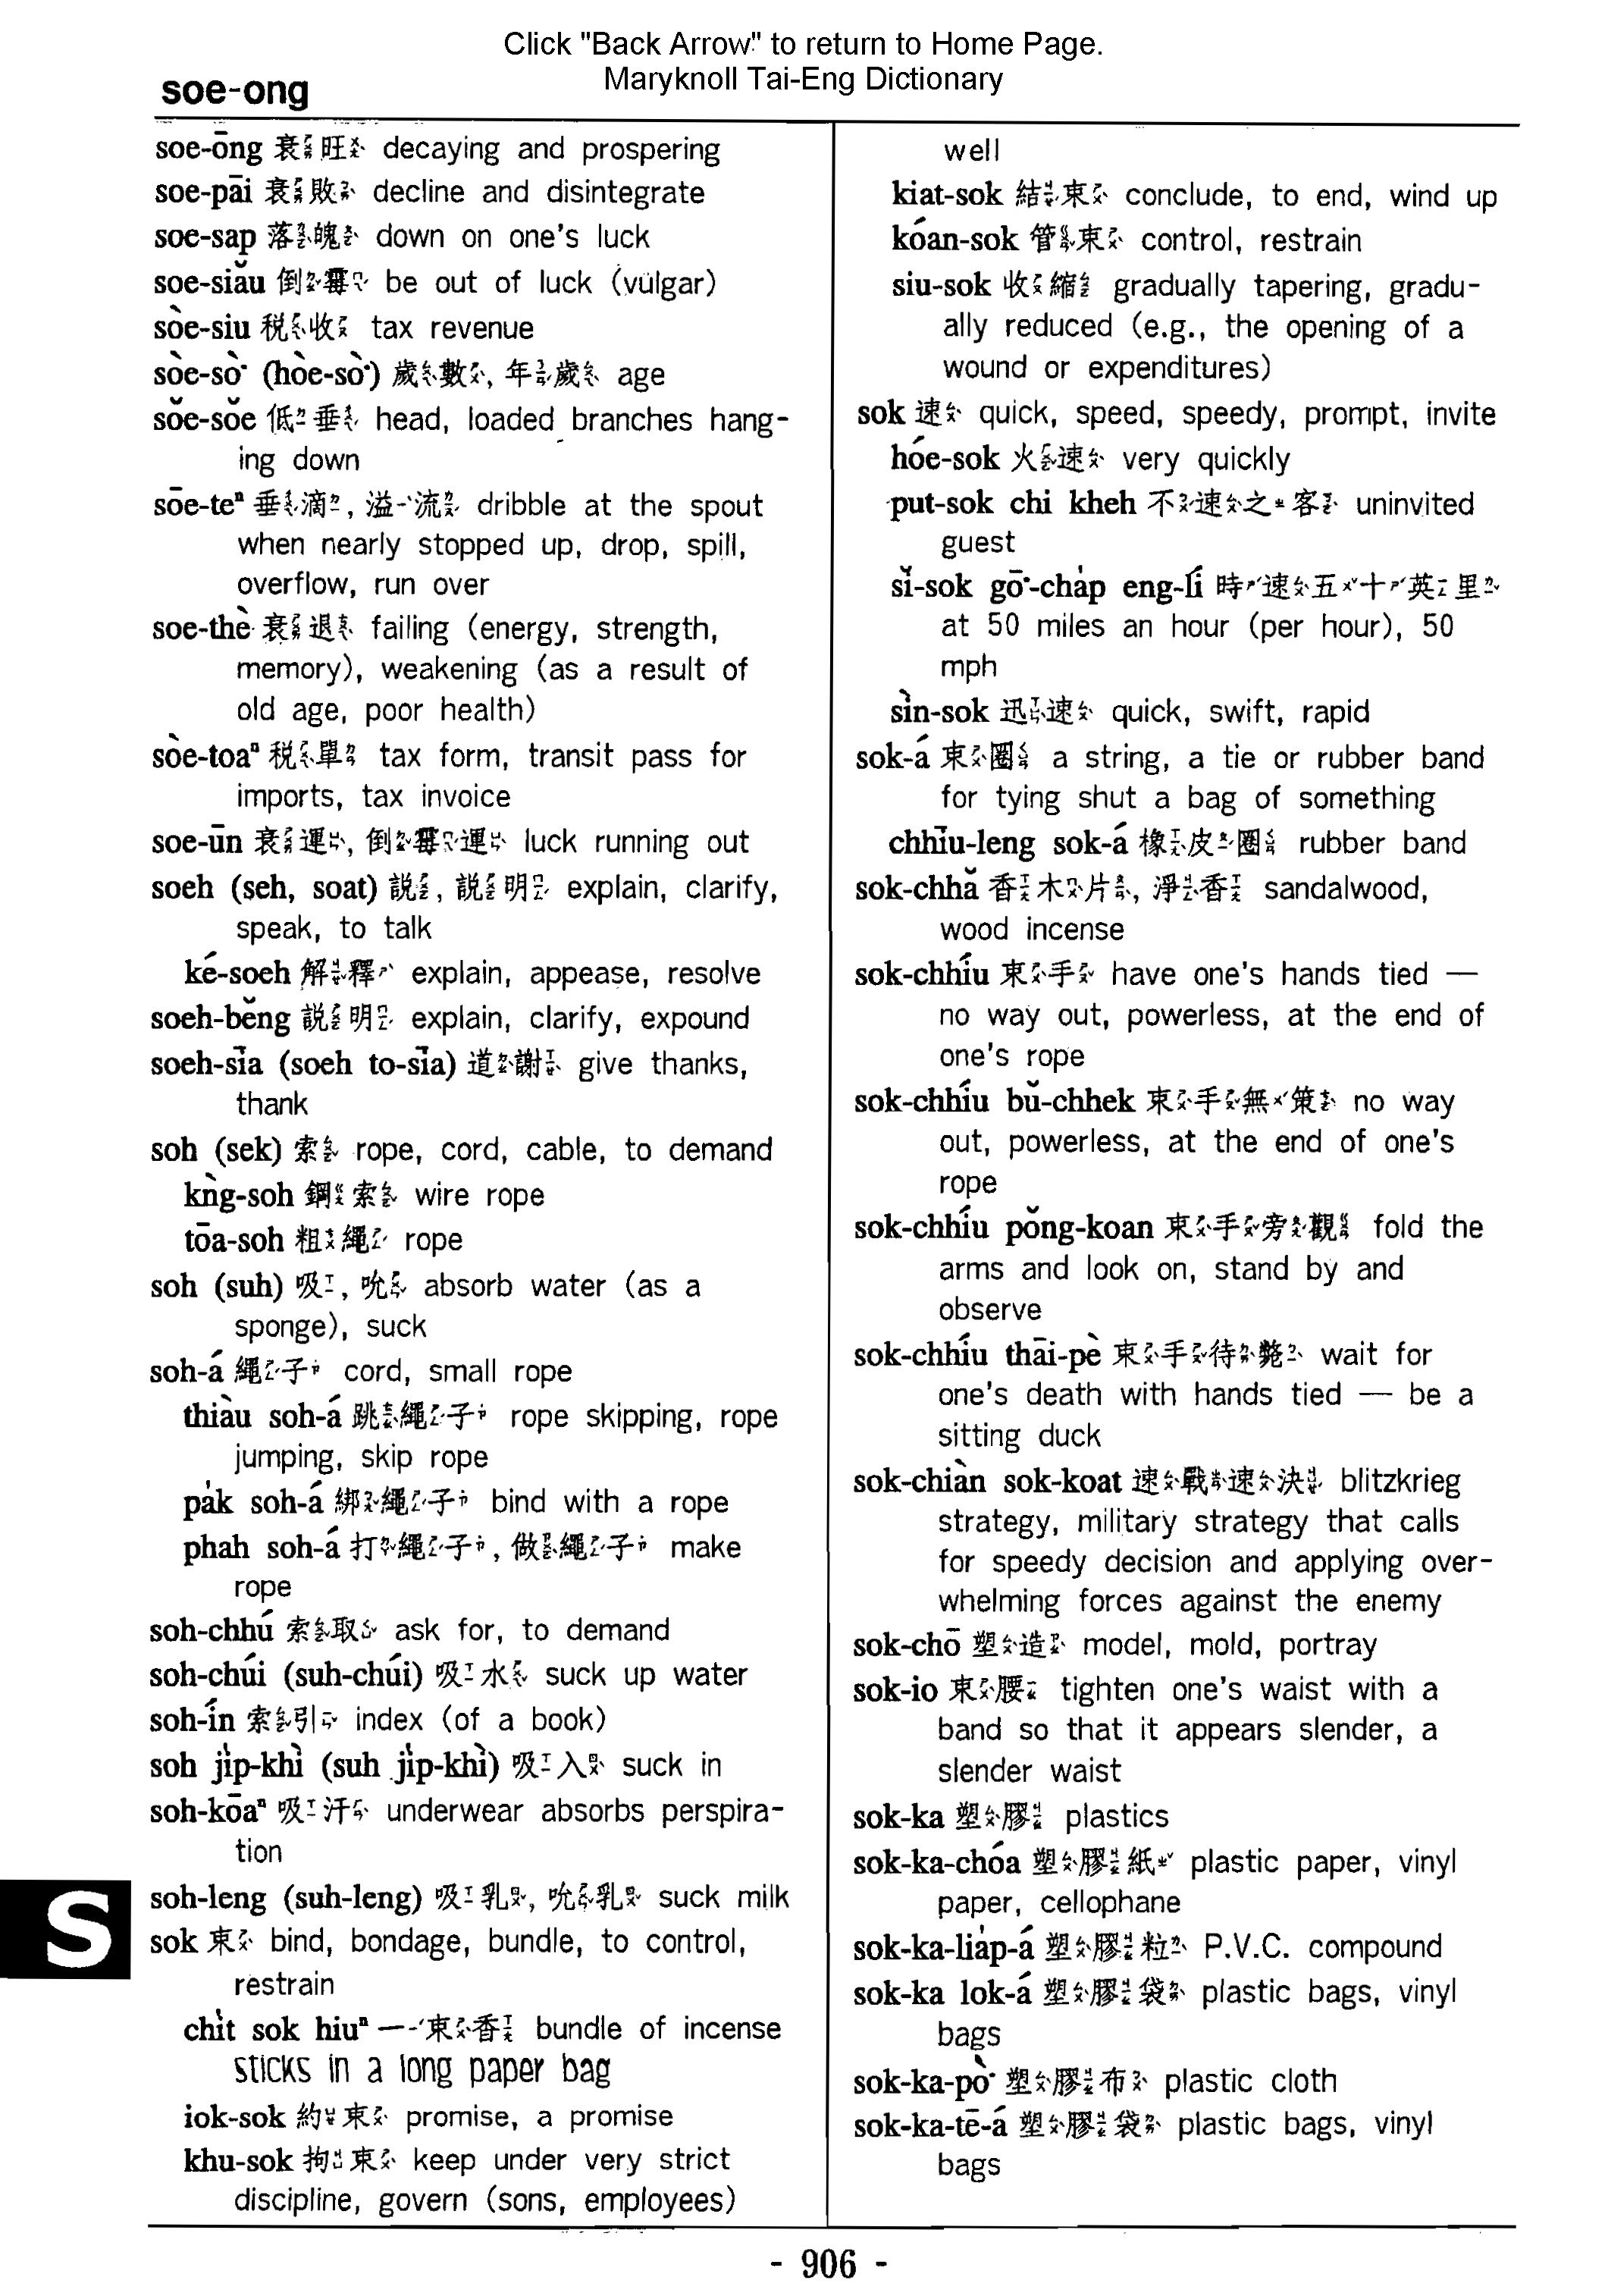 Click "Back Arrow" to return to Home Page.
Maryknoll Tai-Eng Dictionary
soe-ong
soe-ōng 衰旺 decaying and prospering
soe-pāi 衰敗 decline and disintegrate
soe-sap 落魄 down on one's luck
soe-siău 倒霉 be out of luck (vulgar)
sòe-siu 稅收 tax revenue
sòe-sò͘ (hòe-sò͘) 歲數, 年歲 age
sŏe-sŏe 低垂 head, loaded branches hang-
ing down
sōe-teⁿ 垂滴, 溢流 dribble at the spout
when nearly stopped up, drop, spill,
overflow, run over
soe-thè 衰退 failing (energy, strength,
memory), weakening (as a result of
old age, poor health)
sòe-toaⁿ 稅單 tax form, transit pass for
imports, tax invoice
soe-ūn 衰運, 倒霉運 luck running out
soeh (seh, soat) 說, 說明 explain, clarify,
speak, to talk
ké-soeh 解釋 explain, appease, resolve
soeh-bĕng 說明 explain, clarify, expound
soeh-sīa (soeh to-sīa) 道謝 give thanks,
thank
soh (sek) 索 rope, cord, cable, to demand
kǹg-soh 鋼索 wire rope
tōa-soh 粗繩 rope
soh (suh) 吸, 吮 absorb water (as a
sponge), suck
soh-á 繩子 cord, small rope
thiàu soh-á 跳繩子 rope skipping, rope
jumping, skip rope
pa̍k soh-á 綁繩子 bind with a rope
phah soh-á 打繩子, 做繩子 make
rope
soh-chhú 索取 ask for, to demand
soh-chúi (suh-chúi) 吸水 suck up water
soh-ín 索引 index (of a book)
soh ji̍p-khì (suh ji̍p-khì) 吸入 suck in
soh-kōaⁿ 吸汗 underwear absorbs perspira-
tion
soh-leng (suh-leng) 吸乳, 吮乳 suck milk
sok 束 bind, bondage, bundle, to control,
restrain
chi̍t sok hiuⁿ 一束香 bundle of incense
sticks in a long paper bag
iok-sok 約束 promise, a promise
khu-sok 拘束 keep under very strict
discipline, govern (sons, employees)
well
kiat-sok 結束 conclude, to end, wind up
kóan-sok 管束 control, restrain
siu-sok 收縮 gradually tapering, gradu-
ally reduced (e.g., the opening of a
wound or expenditures)
sok 速 quick, speed, speedy, prompt, invite
hóe-sok 火速 very quickly
put-sok chi kheh 不速之客 uninvited
guest
sĭ-sok gō͘-cha̍p eng-lí 時速五十英里
at 50 miles an hour (per hour), 50
mph
sìn-sok 迅速 quick, swift, rapid
sok-á 束圈 a string, a tie or rubber band
for tying shut a bag of something
chhīu-leng sok-á 橡皮圈 rubber band
sok-chhă 香木片, 淨香 sandalwood,
wood incense
sok-chhíu 束手 have one's hands tied —
no way out, powerless, at the end of
one's rope
sok-chhíu bŭ-chhek 束手無策 no way
out, powerless, at the end of one's
rope
sok-chhíu pŏng-koan 束手旁觀 fold the
arms and look on, stand by and
observe
sok-chhíu thāi-pè 束手待斃 wait for
one's death with hands tied — be a
sitting duck
sok-chiàn sok-koat 速戰速決 blitzkrieg
strategy, military strategy that calls
for speedy decision and applying over-
whelming forces against the enemy
sok-chō 塑造 model, mold, portray
sok-io 束腰 tighten one's waist with a
band so that it appears slender, a
slender waist
sok-ka 塑膠 plastics
sok-ka-chóa 塑膠紙 plastic paper, vinyl
paper, cellophane
sok-ka-lia̍p-á 塑膠粒 P.V.C. compound
sok-ka lok-á 塑膠袋 plastic bags, vinyl
bags
sok-ka-pò͘ 塑膠布 plastic cloth
sok-ka-tē-á 塑膠袋 plastic bags, vinyl
bags
S
- 906 -